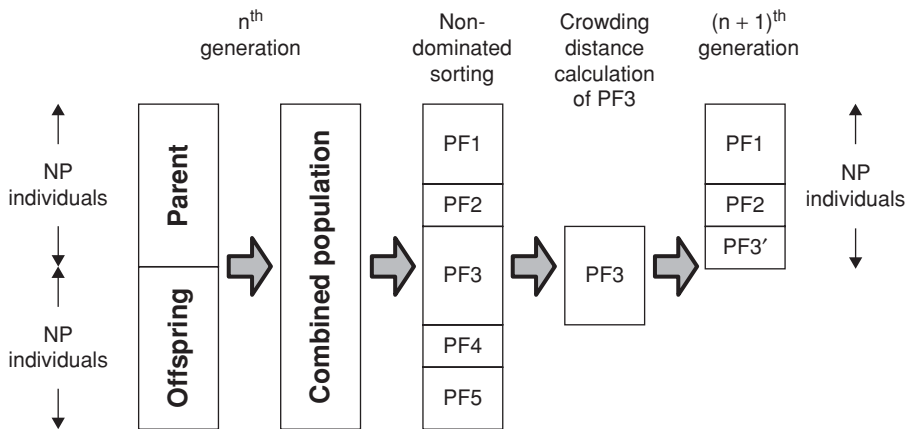 nth
generation
Non-
dominated
sorting
Crowding
distance
calculation
of PF3
(n + 1)th
generation
NP
individuals
NP
individuals
Parent
Offspring
Combined population
PF1
PF2
PF3
PF4
PF5
PF3
PF1
PF2
PF3′
NP
individuals